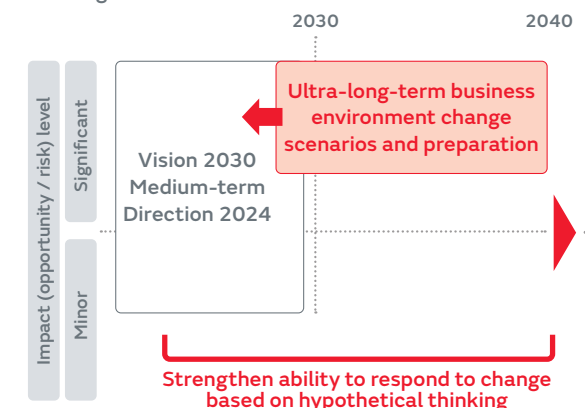 2030
2040
Impact (opportunity / risk) level
Significant
Minor
Vision 2030
Medium-term
Direction 2024
Ultra-long-term business
environment change
scenarios and preparation
Strengthen ability to respond to change
based on hypothetical thinking